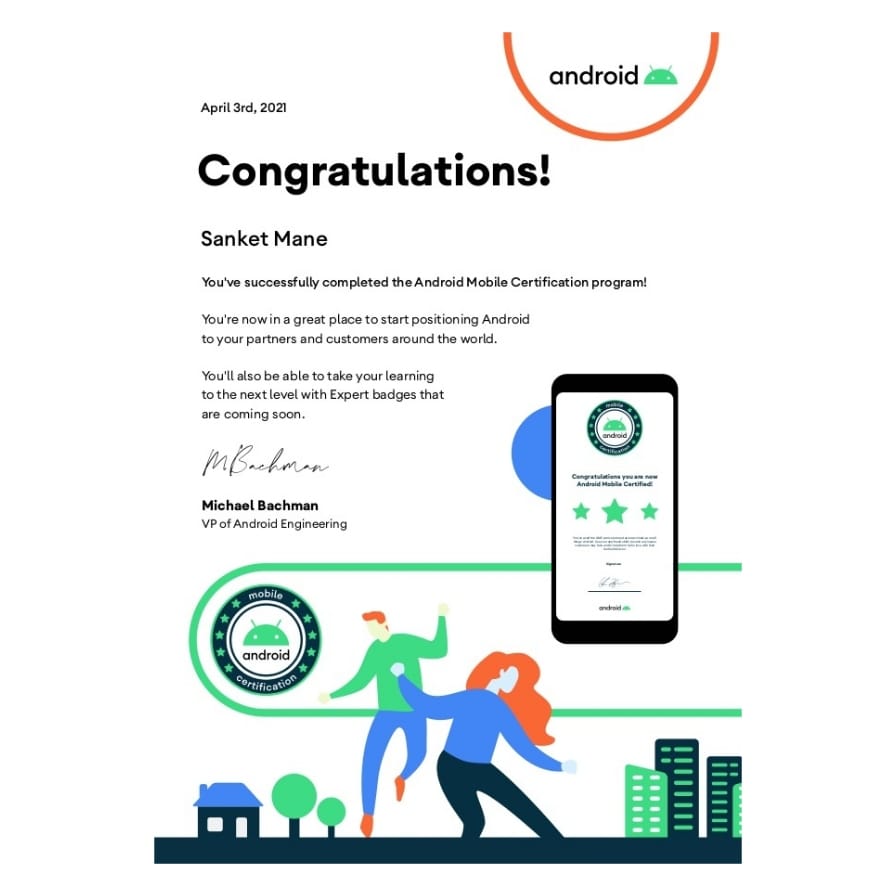 android
April 3rd, 2021
Congratulations!
Sanket Mane
You've successfully completed the Android Mobile Certification program!
You're now in a great place to start positioning Android
to your partners and customers around the world.
You'll also be able to take your learning
to the next level with Expert badges that
are coming soon.
MBachman
Michael Bachman
VP of Android Engineering
mobile
android
certification
Congratulations you are now
Android Mobile Certified!
android
mobile
android
certification